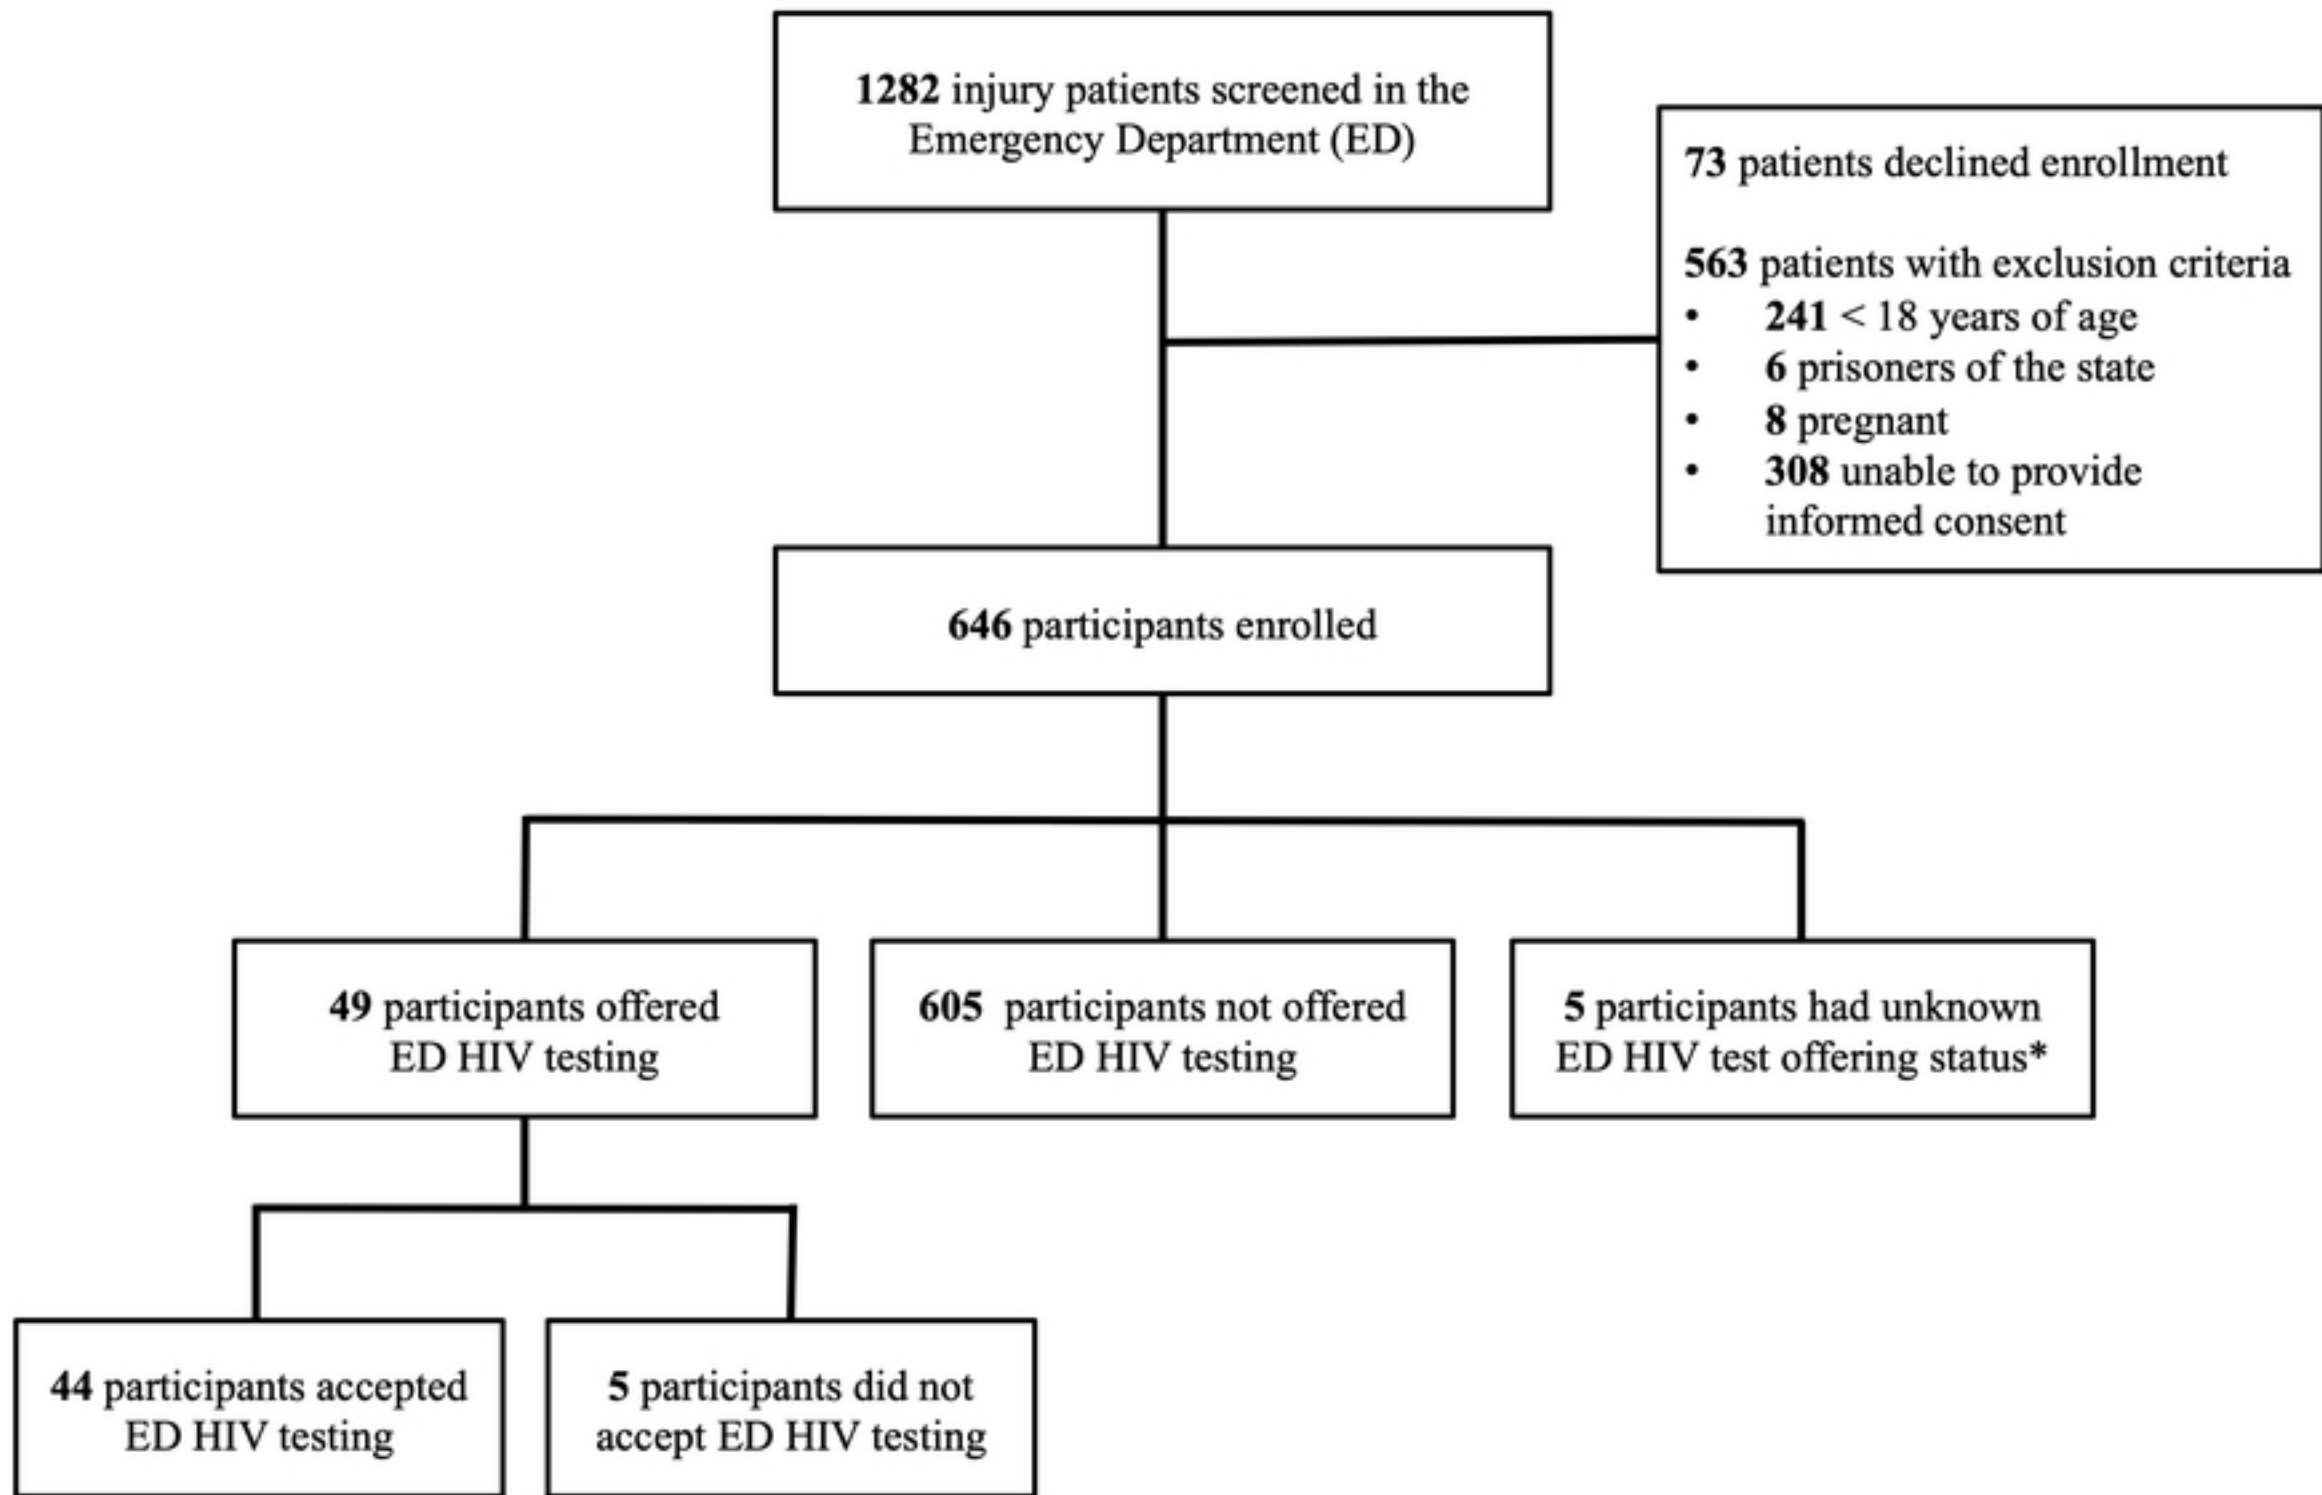 1282 injury patients screened in the
Emergency Department (ED)
73 patients declined enrollment
563 patients with exclusion criteria
• 241 < 18 years of age
• 6 prisoners of the state
• 8 pregnant
• 308 unable to provide
informed consent
646 participants enrolled
49 participants offered
ED HIV testing
605 participants not offered
ED HIV testing
5 participants had unknown
ED HIV test offering status*
44 participants accepted
ED HIV testing
5 participants did not
accept ED HIV testing